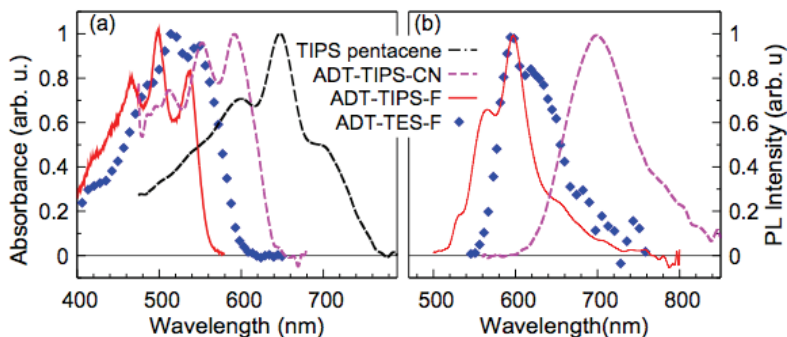 (a)
(b)
TIPS pentacene
ADT-TIPS-CN
ADT-TIPS-F
ADT-TES-F
Absorbance (arb. u.)
1
0.8
0.6
0.4
0.2
0
400 500 600 700
Wavelength (nm)
500 600 700 800
Wavelength(nm)
1
0.8
0.6
0.4
0.2
0
PL Intensity (arb. u.)